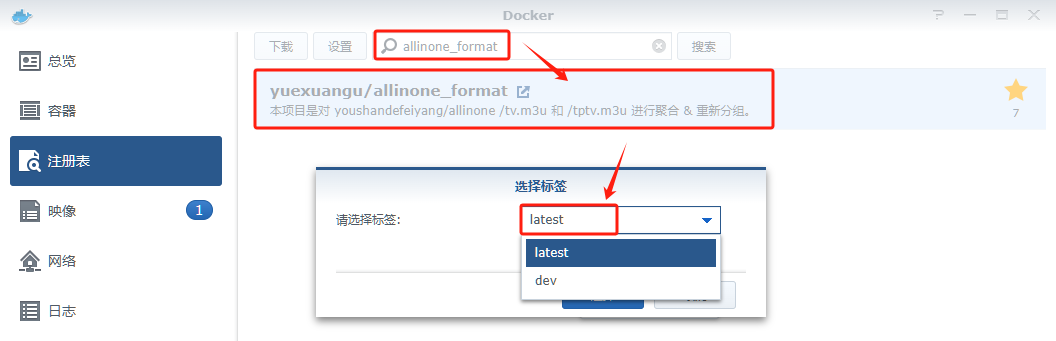 Docker
总览
容器
注册表
映像
1
网络
日志
下载
设置
allinone_format
搜索
yuexuangu/allinone_format
本项目是对 youshandefeiyang/allinone /tv.m3u 和 /tptv.m3u 进行聚合 & 重新分组。
7
选择标签
请选择标签：
latest
latest
dev